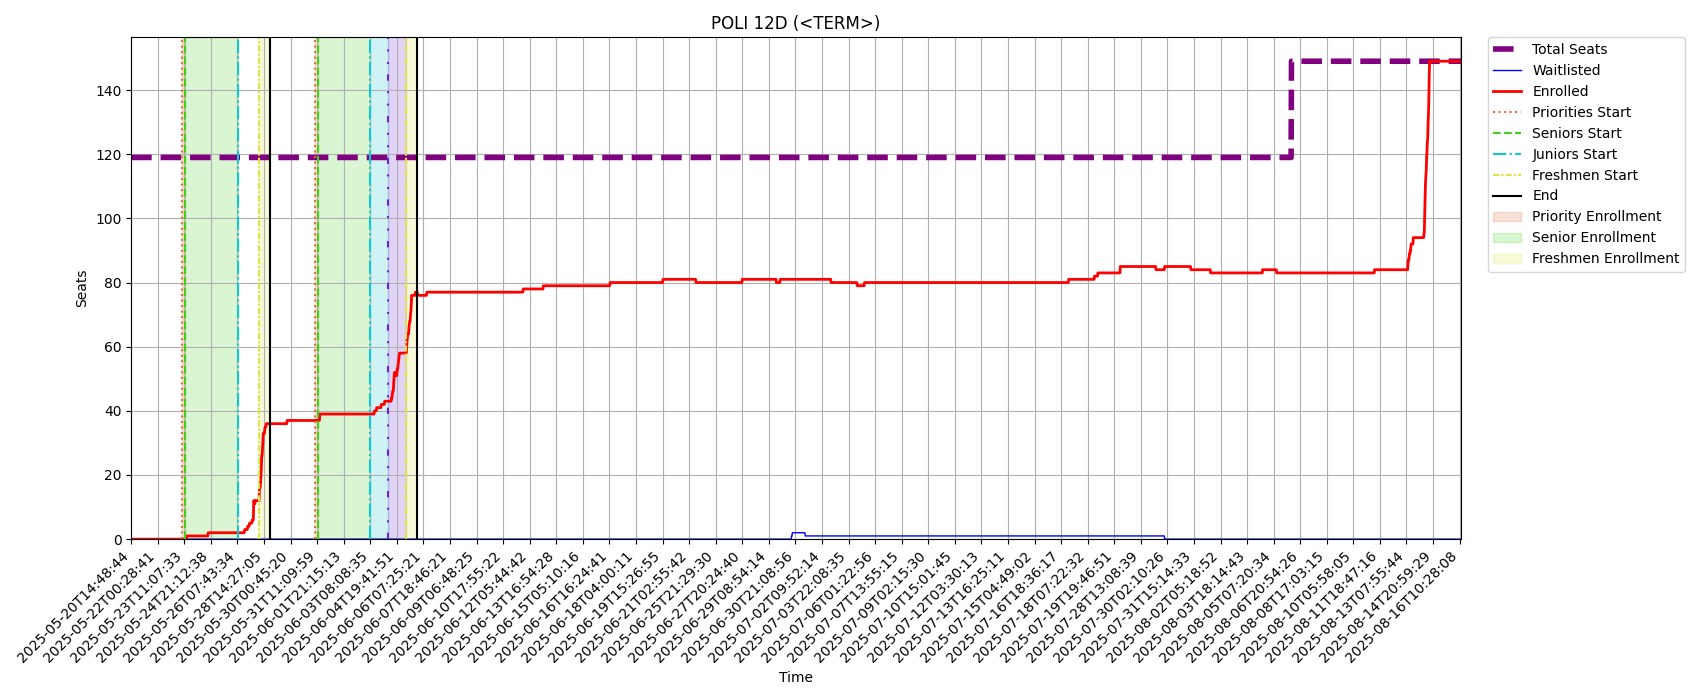 POLI 12D (<TERM>)
Total Seats
Waitlisted
Enrolled
Priorities Start
Seniors Start
Juniors Start
Freshmen Start
End
Priority Enrollment
Senior Enrollment
Freshmen Enrollment
Seats
140
120
100
80
60
40
20
0
2025-05-20T14:48:44
2025-05-22T00:28:41
2025-05-23T11:07:33
2025-05-24T21:12:38
2025-05-26T07:43:34
2025-05-28T14:27:05
2025-05-30T00:45:20
2025-05-31T11:09:59
2025-06-01T21:15:13
2025-06-03T08:08:35
2025-06-04T19:41:51
2025-06-06T07:25:21
2025-06-07T18:46:21
2025-06-09T06:48:25
2025-06-10T17:55:22
2025-06-12T05:44:42
2025-06-13T16:54:28
2025-06-15T05:10:16
2025-06-16T16:24:41
2025-06-18T04:00:11
2025-06-19T15:26:55
2025-06-21T02:55:42
2025-06-25T21:29:30
2025-06-27T20:24:40
2025-06-29T08:54:14
2025-06-30T21:08:56
2025-07-02T09:52:14
2025-07-03T22:08:35
2025-07-06T01:22:56
2025-07-07T13:55:15
2025-07-09T02:15:30
2025-07-10T15:01:45
2025-07-12T03:30:13
2025-07-13T16:25:11
2025-07-15T04:49:02
2025-07-16T18:36:17
2025-07-18T07:22:32
2025-07-19T19:46:51
2025-07-28T13:08:39
2025-07-30T02:10:26
2025-07-31T15:14:33
2025-08-02T05:18:52
2025-08-03T18:14:43
2025-08-05T07:20:34
2025-08-06T20:54:26
2025-08-08T17:03:15
2025-08-10T05:58:05
2025-08-11T18:47:16
2025-08-13T07:55:44
2025-08-14T20:59:29
2025-08-16T10:28:08
Time